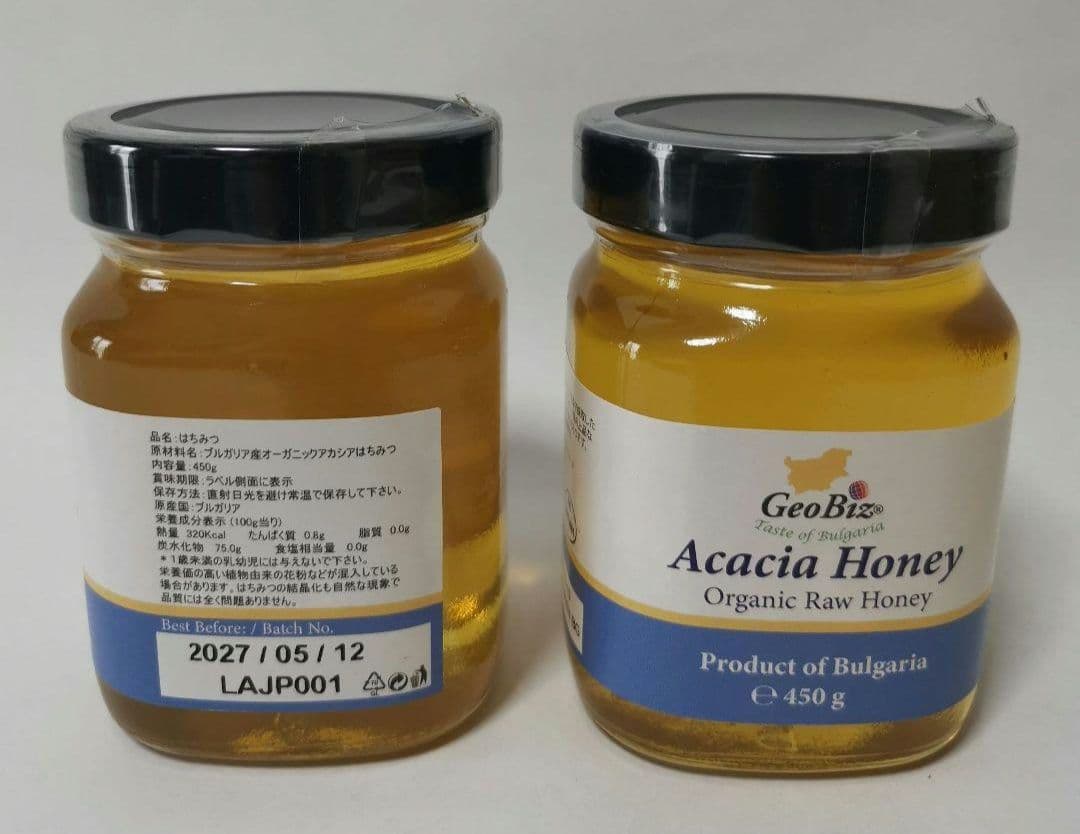 品名:はちみつ
原材料名:ブルガリア産オーガニックアカシアはちみつ
内容量:450g
賞味期限:ラベル側面に表示
保存方法:直射日光を避け常温で保存して下さい。
原産国:ブルガリア
栄養成分表示(100g当り)
熱量 320Kcal たんぱく質 0.8g 脂質 0.0g
炭水化物 75.0g 食塩相当量 0.0g
*1歳未満の乳幼児には与えないで下さい。
栄養価の高い植物由来の花粉などが混入している
場合があります。はちみつの結晶化も自然な現象で
品質には全く問題ありません。
Best Before: / Batch No.
2027 / 05 / 12
LAJP001
GeoBiz®
Taste of Bulgaria
Acacia Honey
Organic Raw Honey
Product of Bulgaria
℮ 450 g